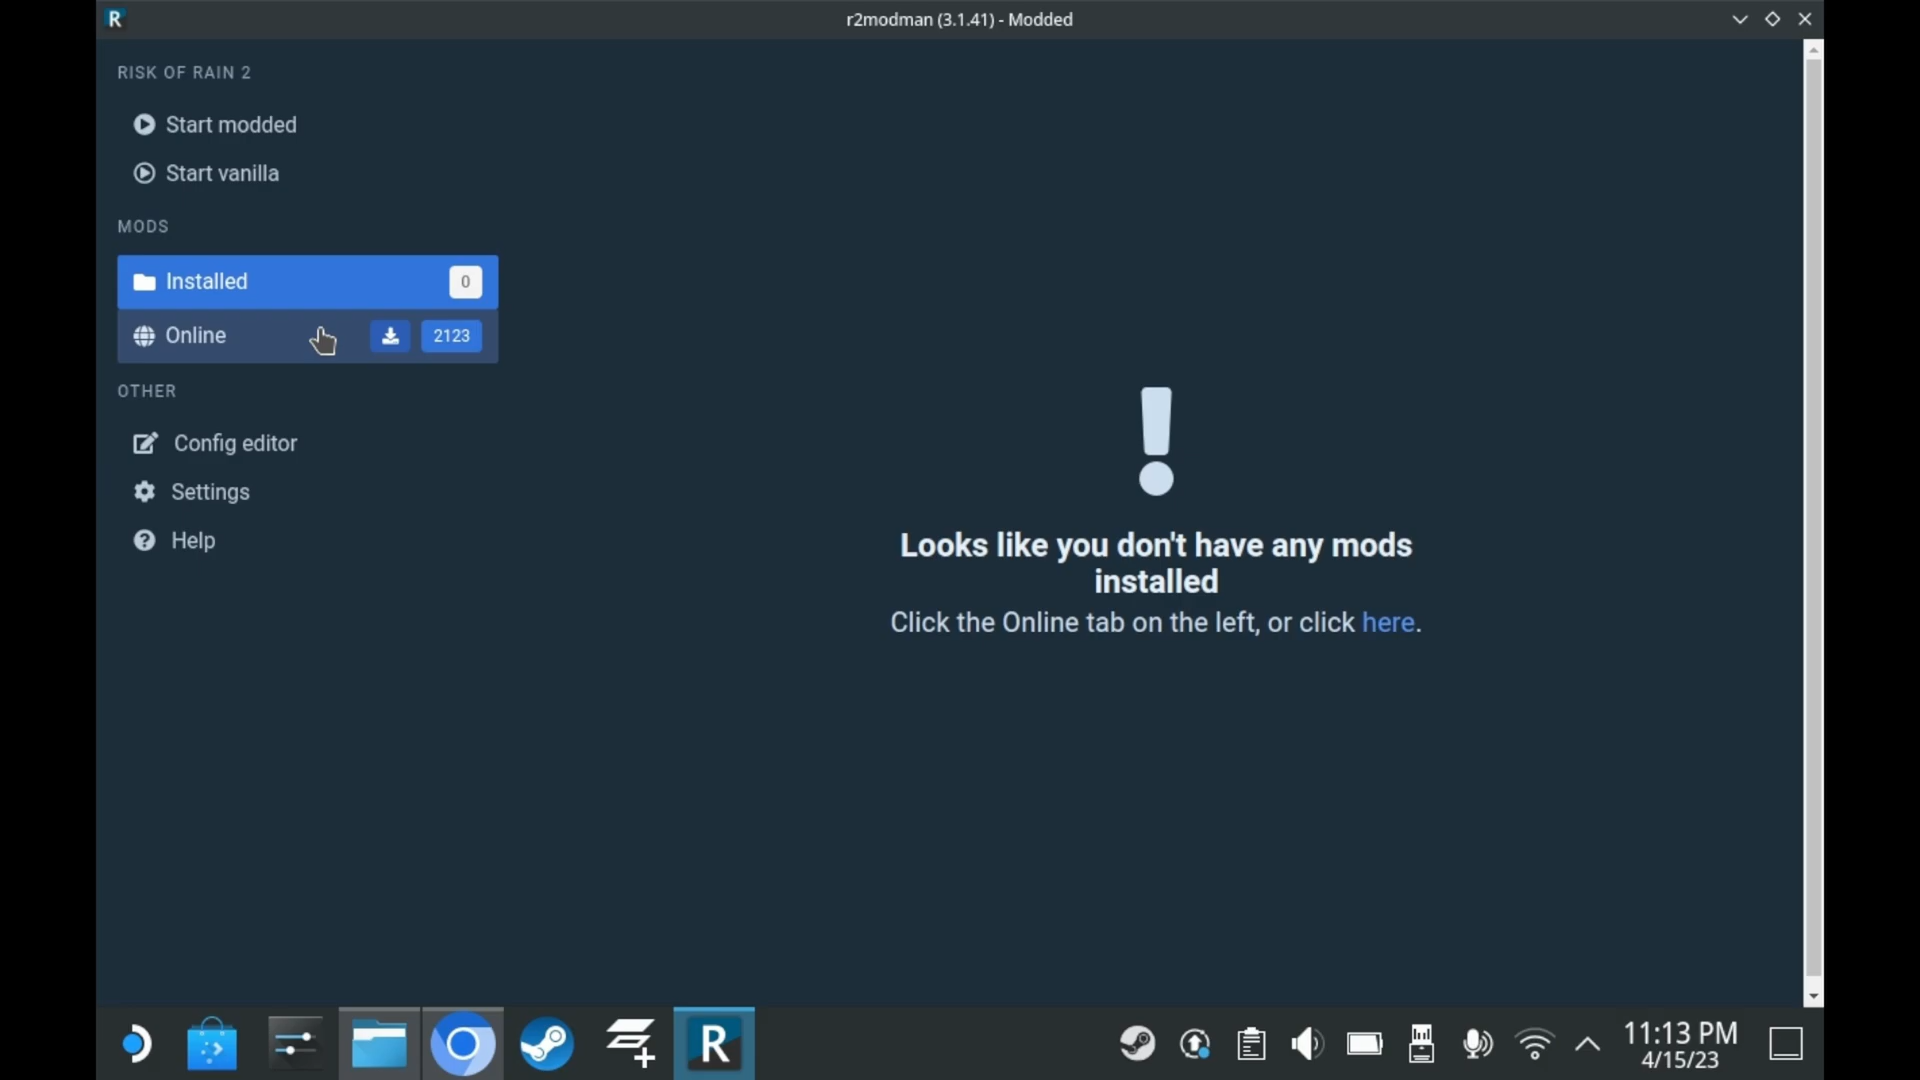 R
r2modman (3.1.41) - Modded
RISK OF RAIN 2
Start modded
Start vanilla
MODS
Installed 0
Online 2123
OTHER
Config editor
Settings
Help
Looks like you don't have any mods
installed
Click the Online tab on the left, or click here.
R
11:13 PM
4/15/23